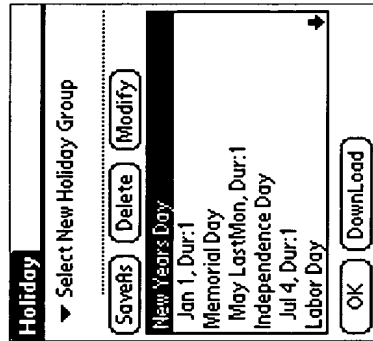 Holiday
Select New Holiday Group
SaveAs Delete Modify
New Years Day
Jan 1, Dur:1
Memorial Day
May LastMon, Dur:1
Independence Day
Jul 4, Dur:1
Labor Day
OK DownLoad